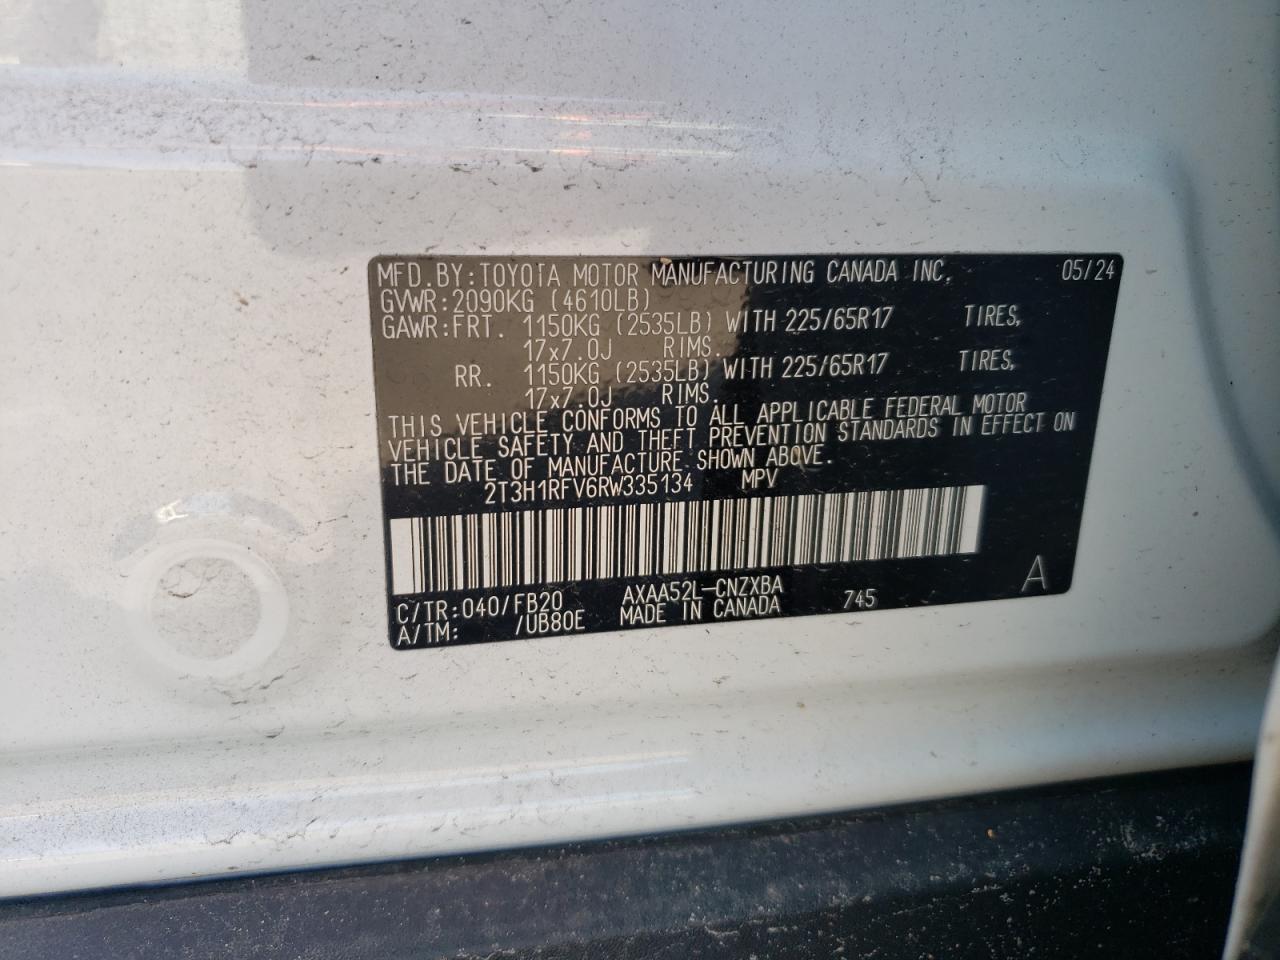 MFD.BY:TOYOTA MOTOR MANUFACTURING CANADA INC. 05/24
GVWR:2090KG (4610LB)
GAWR:FRT. 1150KG (2535LB) WITH 225/65R17 TIRES,
17x7.0J RIMS.
RR. 1150KG (2535LB) WITH 225/65R17 TIRES,
17x7.0J RIMS.
THIS VEHICLE CONFORMS TO ALL APPLICABLE FEDERAL MOTOR
VEHICLE SAFETY AND THEFT PREVENTION STANDARDS IN EFFECT ON
THE DATE OF MANUFACTURE SHOWN ABOVE.
2T3H1RFV6RW335134 MPV
C/TR:040/FB20 AXAA52L-CNZXBA 745 A
A/TM: /UB80E MADE IN CANADA